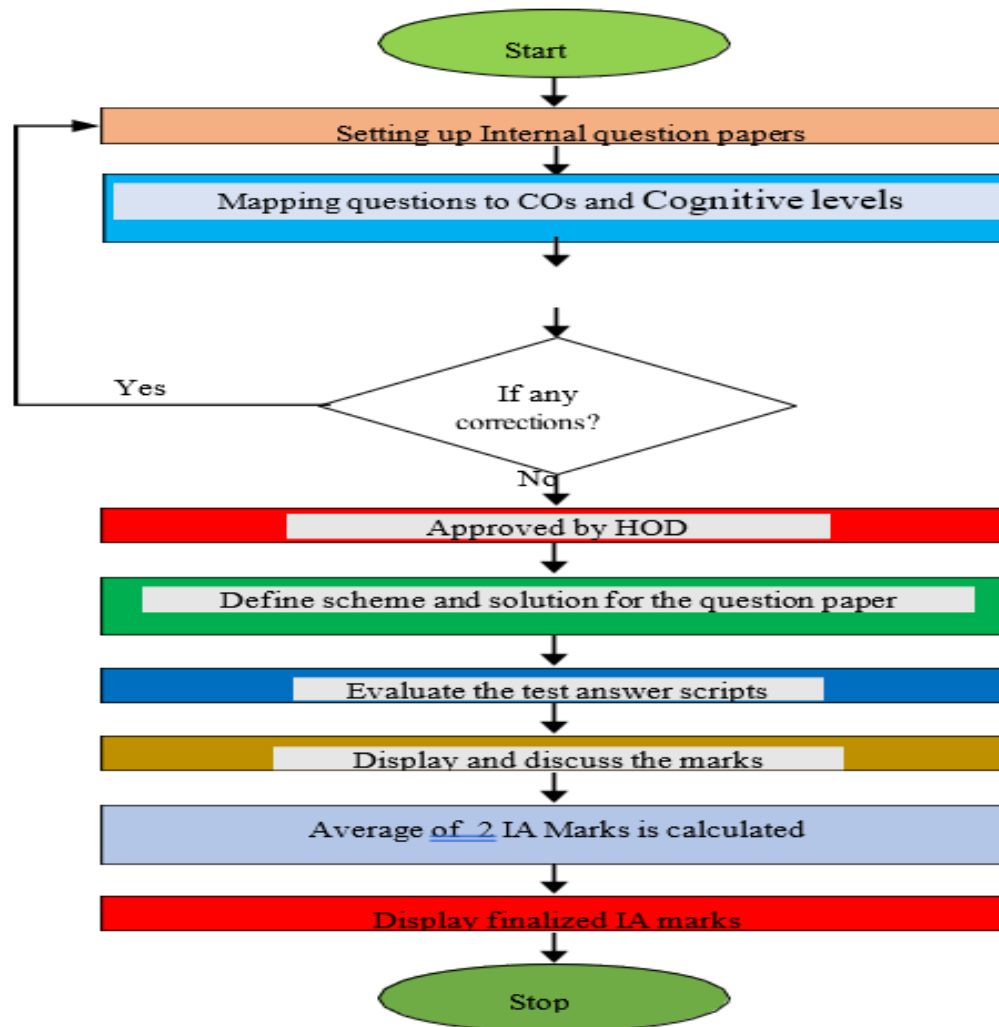 Start
Setting up Internal question papers
Mapping questions to COs and Cognitive levels
Yes
If any
corrections?
No
Approved by HOD
Define scheme and solution for the question paper
Evaluate the test answer scripts
Display and discuss the marks
Average of 2 IA Marks is calculated
Display finalized IA marks
Stop